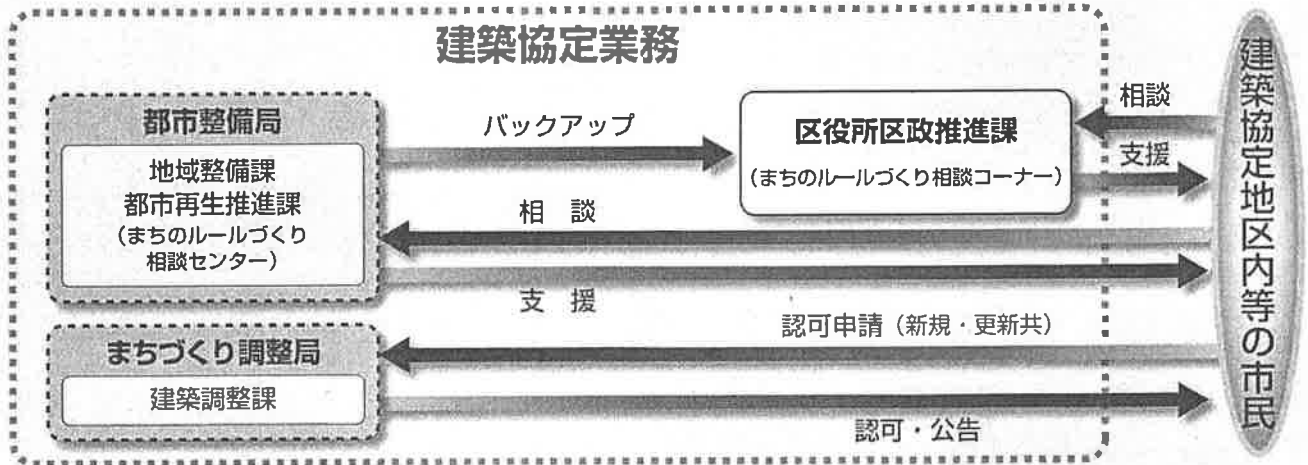 建築協定業務
都市整備局
地域整備課
都市再生推進課
(まちのルールづくり
相談センター)
バックアップ
区役所区政推進課
(まちのルールづくり相談コーナー)
相談
支援
相 談
支 援
まちづくり調整局
建築調整課
認可申請(新規・更新共)
認可・公告
建築協定地区内等の市民